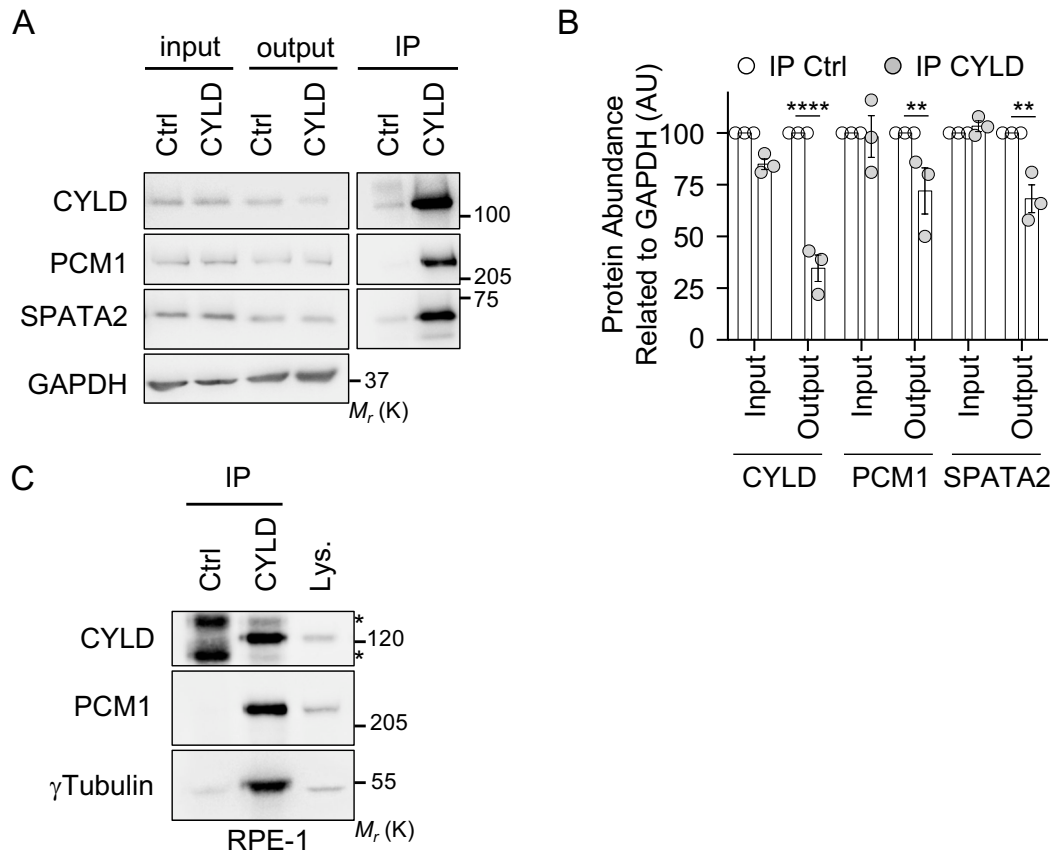 A
input output IP
Ctrl CYLD Ctrl CYLD Ctrl CYLD
CYLD
100
PCM1
205
75
SPATA2
GAPDH
37
Mr (K)
B
IP Ctrl IP CYLD
Protein Abundance
Related to GAPDH (AU)
**** ** **
100
75
50
25
0
Input Output Input Output Input Output
CYLD PCM1 SPATA2
C
IP
Ctrl CYLD Lys.
*
CYLD 120
*
PCM1
205
γTubulin 55
Mr (K)
RPE-1